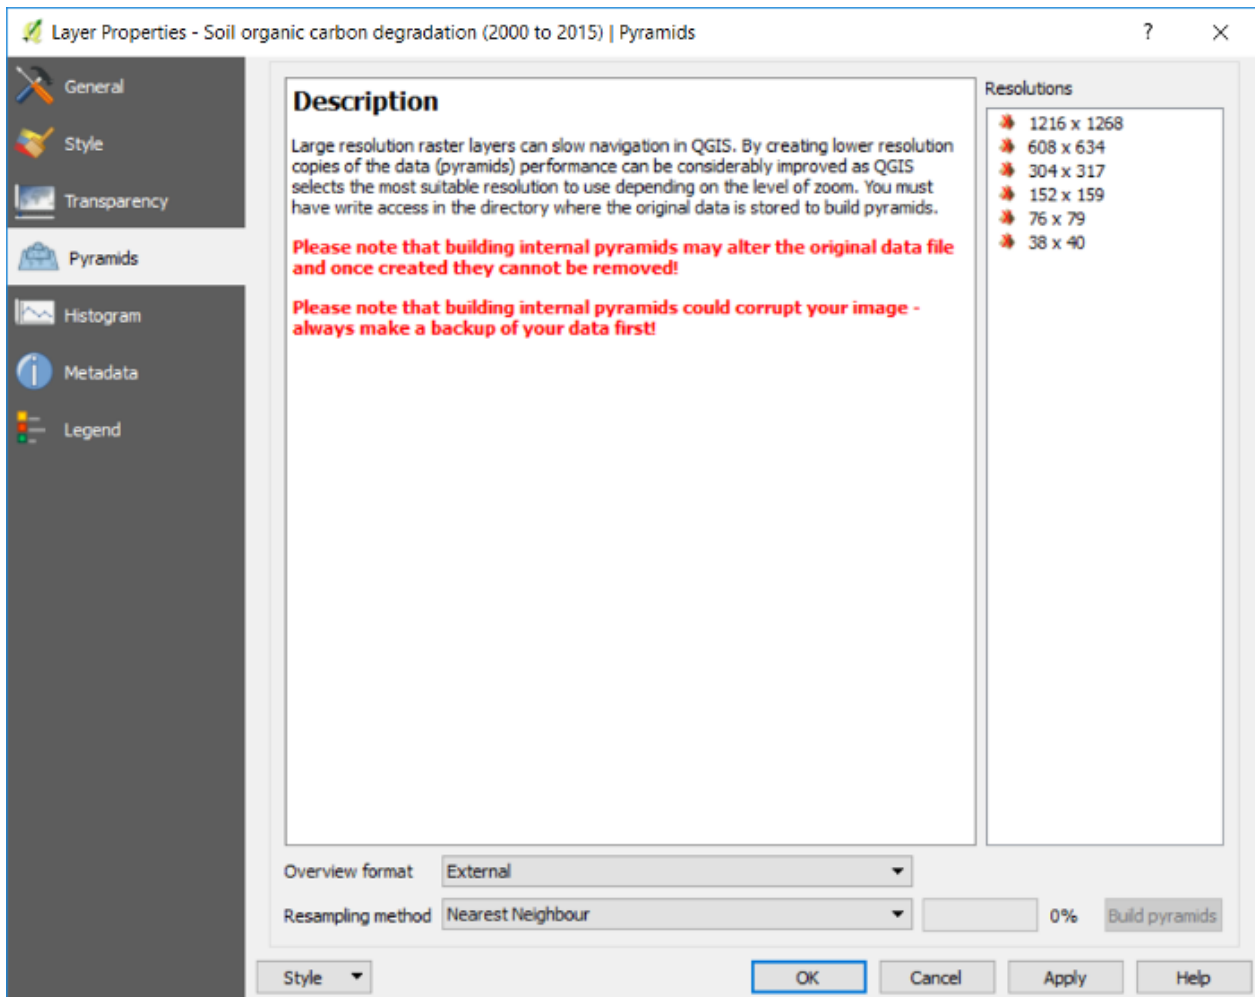 Layer Properties - Soil organic carbon degradation (2000 to 2015) | Pyramids
?
General
Style
Transparency
Pyramids
Histogram
Metadata
Legend
Description
Large resolution raster layers can slow navigation in QGIS. By creating lower resolution
copies of the data (pyramids) performance can be considerably improved as QGIS
selects the most suitable resolution to use depending on the level of zoom. You must
have write access in the directory where the original data is stored to build pyramids.
Please note that building internal pyramids may alter the original data file
and once created they cannot be removed!
Please note that building internal pyramids could corrupt your image -
always make a backup of your data first!
Resolutions
1216 x 1268
608 x 634
304 x 317
152 x 159
76 x 79
38 x 40
Overview format External
Resampling method Nearest Neighbour 0% Build pyramids
Style OK Cancel Apply Help